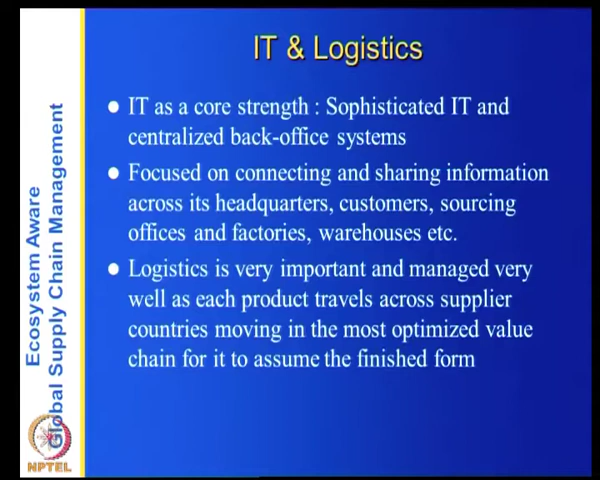 IT & Logistics
● IT as a core strength : Sophisticated IT and
centralized back-office systems
● Focused on connecting and sharing information
across its headquarters, customers, sourcing
offices and factories, warehouses etc.
● Logistics is very important and managed very
well as each product travels across supplier
countries moving in the most optimized value
chain for it to assume the finished form
Ecosystem Aware
Global Supply Chain Management
NPTEL